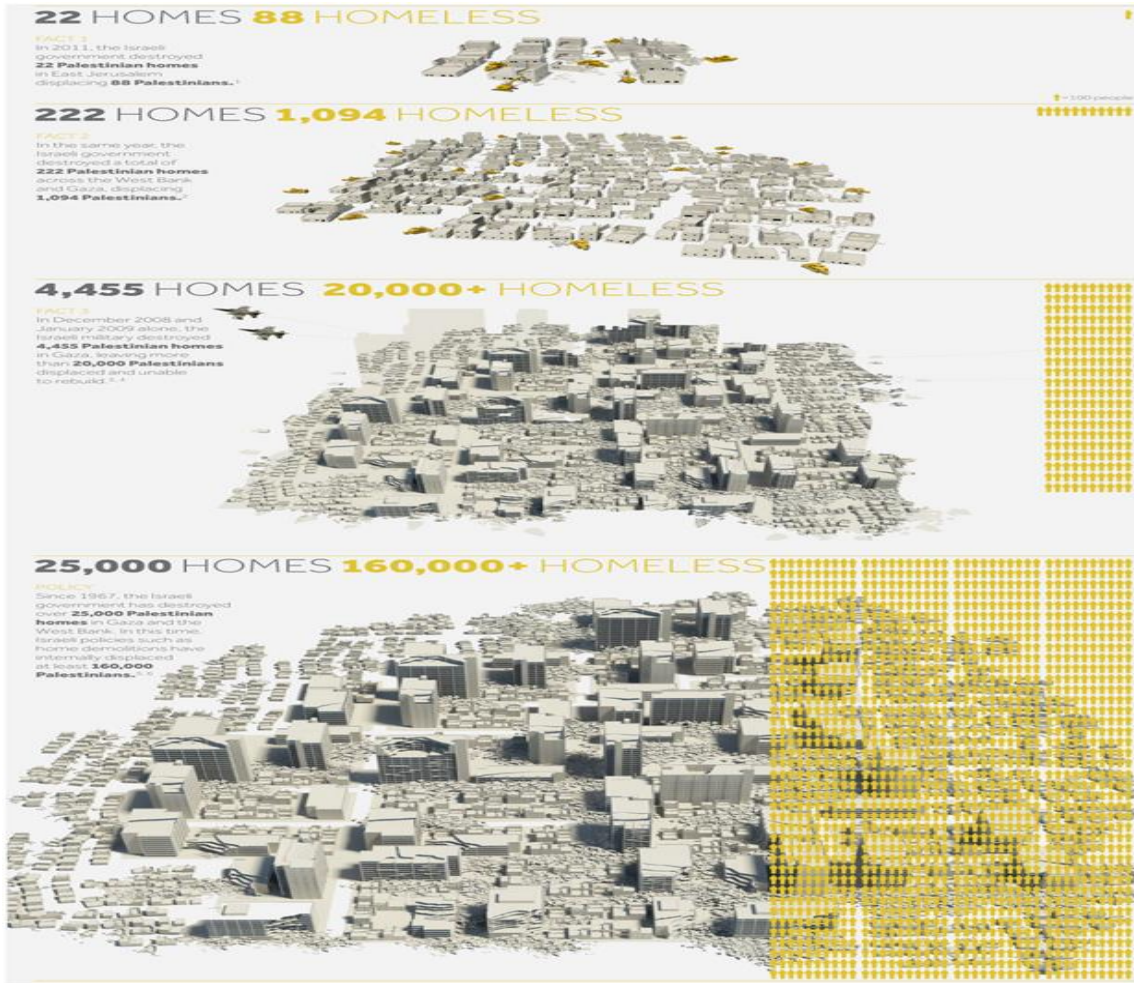 22 HOMES 88 HOMELESS
FACT 1
In 2011, the Israeli
government destroyed
22 Palestinian homes
in East Jerusalem
displacing 88 Palestinians.¹
=100 people
222 HOMES 1,094 HOMELESS
FACT 2
In the same year, the
Israeli government
destroyed a total of
222 Palestinian homes
across the West Bank
and Gaza, displacing
1,094 Palestinians.²
4,455 HOMES 20,000+ HOMELESS
FACT 3
In December 2008 and
January 2009 alone, the
Israeli military destroyed
4,455 Palestinian homes
in Gaza, leaving more
than 20,000 Palestinians
displaced and unable
to rebuild.
25,000 HOMES 160,000+ HOMELESS
POLICY
Since 1967, the Israeli
government has destroyed
over 25,000 Palestinian
homes in Gaza and the
West Bank. In this time,
Israeli policies such as
home demolitions have
internally displaced
at least 160,000
Palestinians.